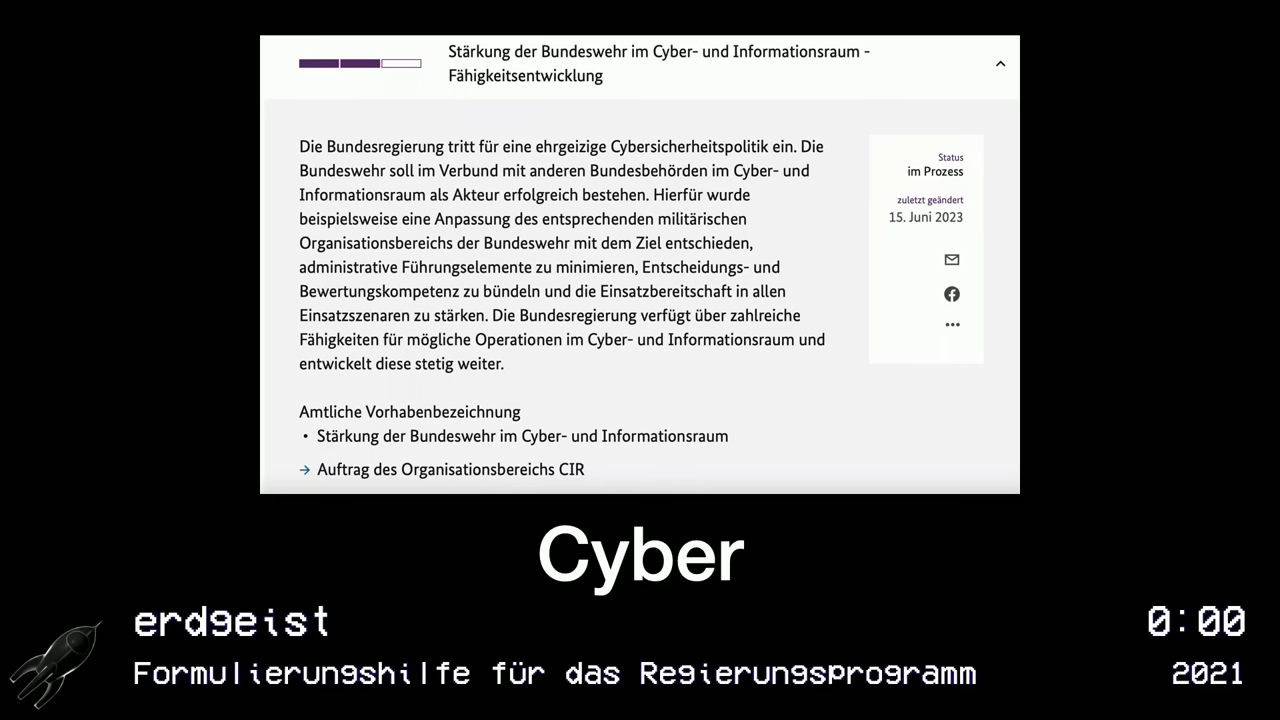 Stärkung der Bundeswehr im Cyber- und Informationsraum -
Fähigkeitsentwicklung
Die Bundesregierung tritt für eine ehrgeizige Cybersicherheitspolitik ein. Die
Bundeswehr soll im Verbund mit anderen Bundesbehörden im Cyber- und
Informationsraum als Akteur erfolgreich bestehen. Hierfür wurde
beispielsweise eine Anpassung des entsprechenden militärischen
Organisationsbereichs der Bundeswehr mit dem Ziel entschieden,
administrative Führungselemente zu minimieren, Entscheidungs- und
Bewertungskompetenz zu bündeln und die Einsatzbereitschaft in allen
Einsatzszenaren zu stärken. Die Bundesregierung verfügt über zahlreiche
Fähigkeiten für mögliche Operationen im Cyber- und Informationsraum und
entwickelt diese stetig weiter.
Amtliche Vorhabenbezeichnung
• Stärkung der Bundeswehr im Cyber- und Informationsraum
→ Auftrag des Organisationsbereichs CIR
Status
im Prozess
zuletzt geändert
15. Juni 2023
Cyber
erdgeist
0:00
Formulierungshilfe für das Regierungsprogramm
2021